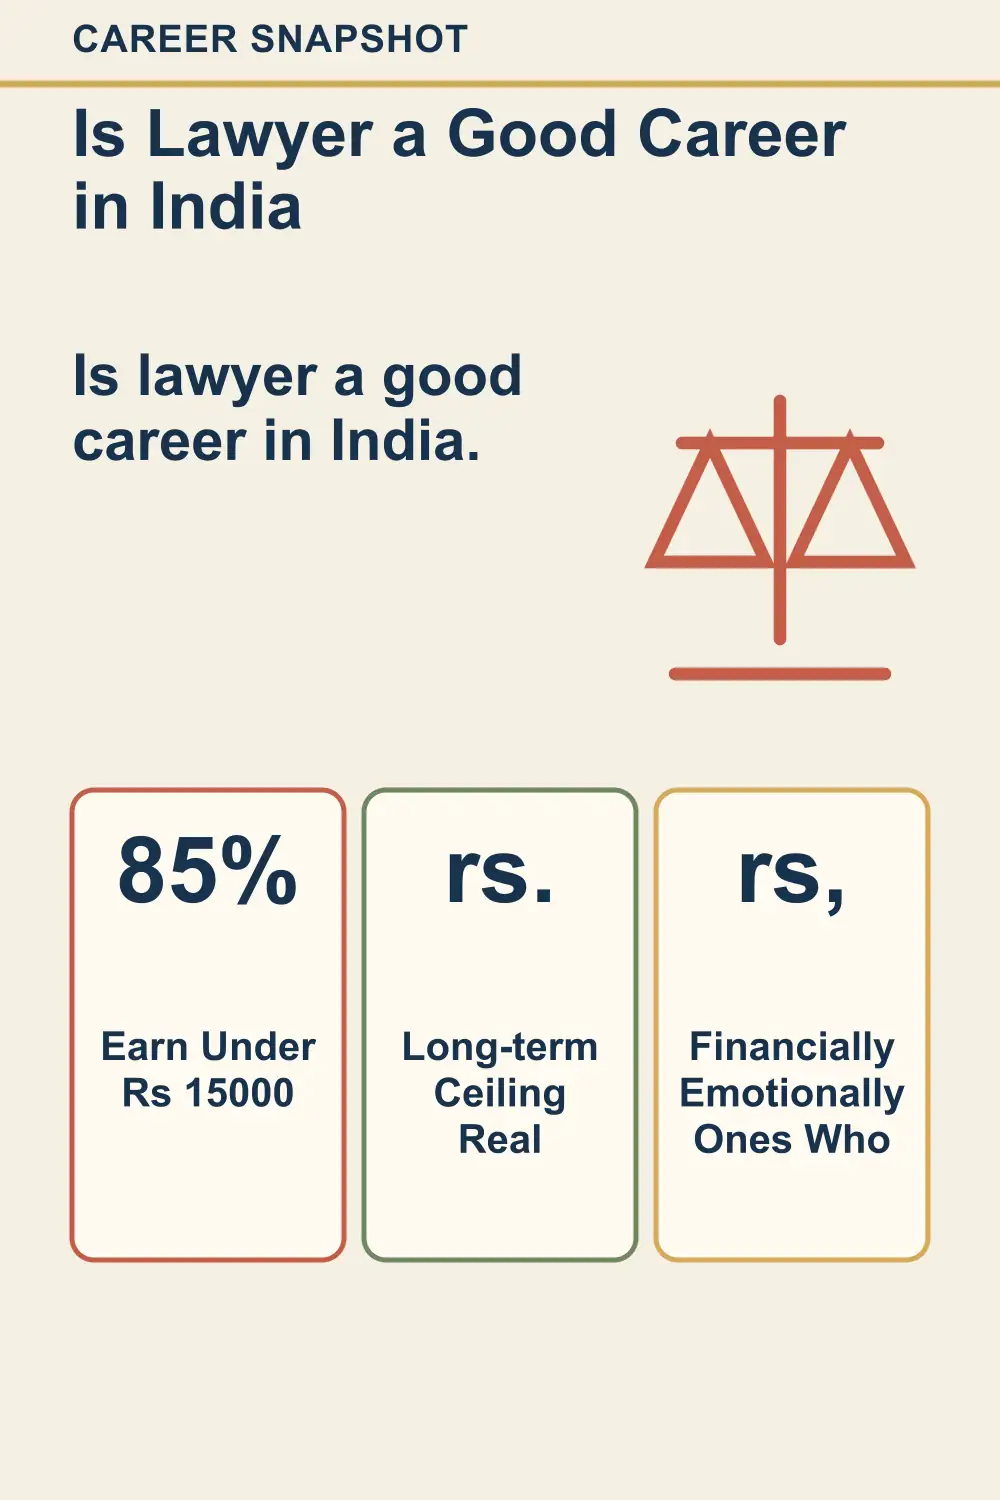 CAREER SNAPSHOT
Is Lawyer a Good Career
in India
Is lawyer a good
career in India.
85%
Earn Under
Rs 15000
rs.
Long-term
Ceiling
Real
rs,
Financially
Emotionally
Ones Who